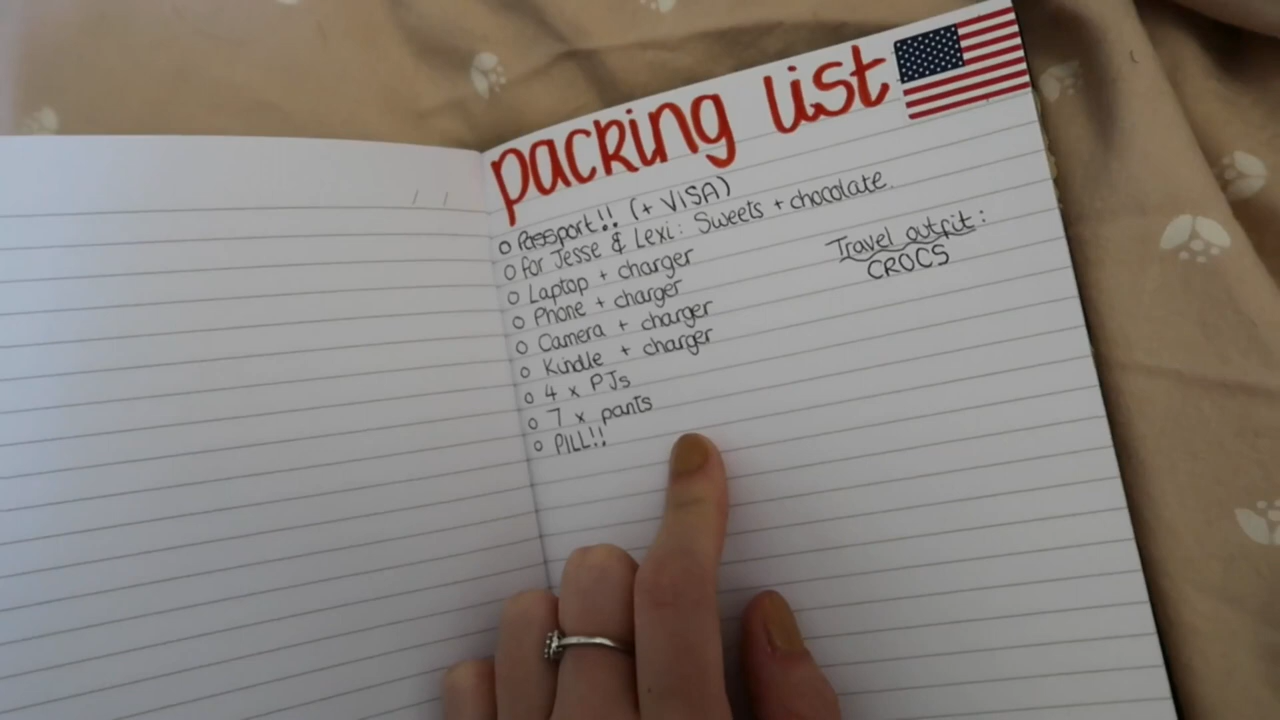 packing list
/ /
o Passport!! (+ VISA)
o for Jesse & Lexi: Sweets + chocolate.
o Laptop + charger
o Phone + charger
o Camera + charger
o Kindle + charger
o 4 x PJs
o 7 x pants
o PILL!!
Travel outfit:
CROCS